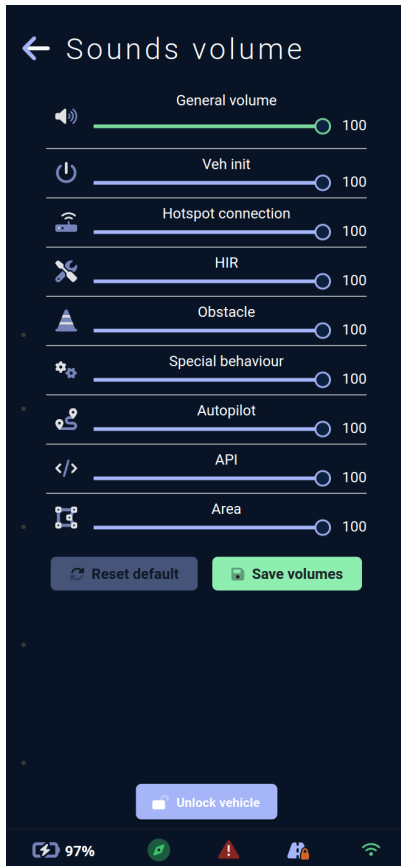 Sounds volume
General volume
100
Veh init
100
Hotspot connection
100
HIR
100
Obstacle
100
Special behaviour
100
Autopilot
100
API
100
Area
100
Reset default
Save volumes
Unlock vehicle
97%